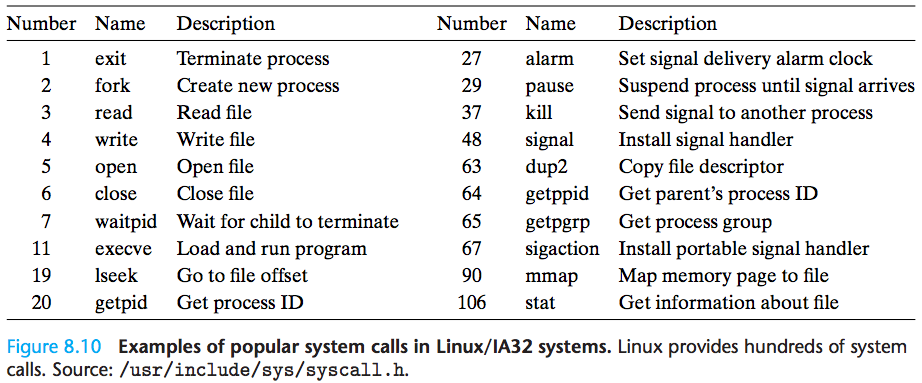 Number Name Description Number Name Description
1 exit Terminate process 27 alarm Set signal delivery alarm clock
2 fork Create new process 29 pause Suspend process until signal arrives
3 read Read file 37 kill Send signal to another process
4 write Write file 48 signal Install signal handler
5 open Open file 63 dup2 Copy file descriptor
6 close Close file 64 getppid Get parent's process ID
7 waitpid Wait for child to terminate 65 getpgrp Get process group
11 execve Load and run program 67 sigaction Install portable signal handler
19 lseek Go to file offset 90 mmap Map memory page to file
20 getpid Get process ID 106 stat Get information about file
Figure 8.10 Examples of popular system calls in Linux/IA32 systems. Linux provides hundreds of system
calls. Source: /usr/include/sys/syscall.h.